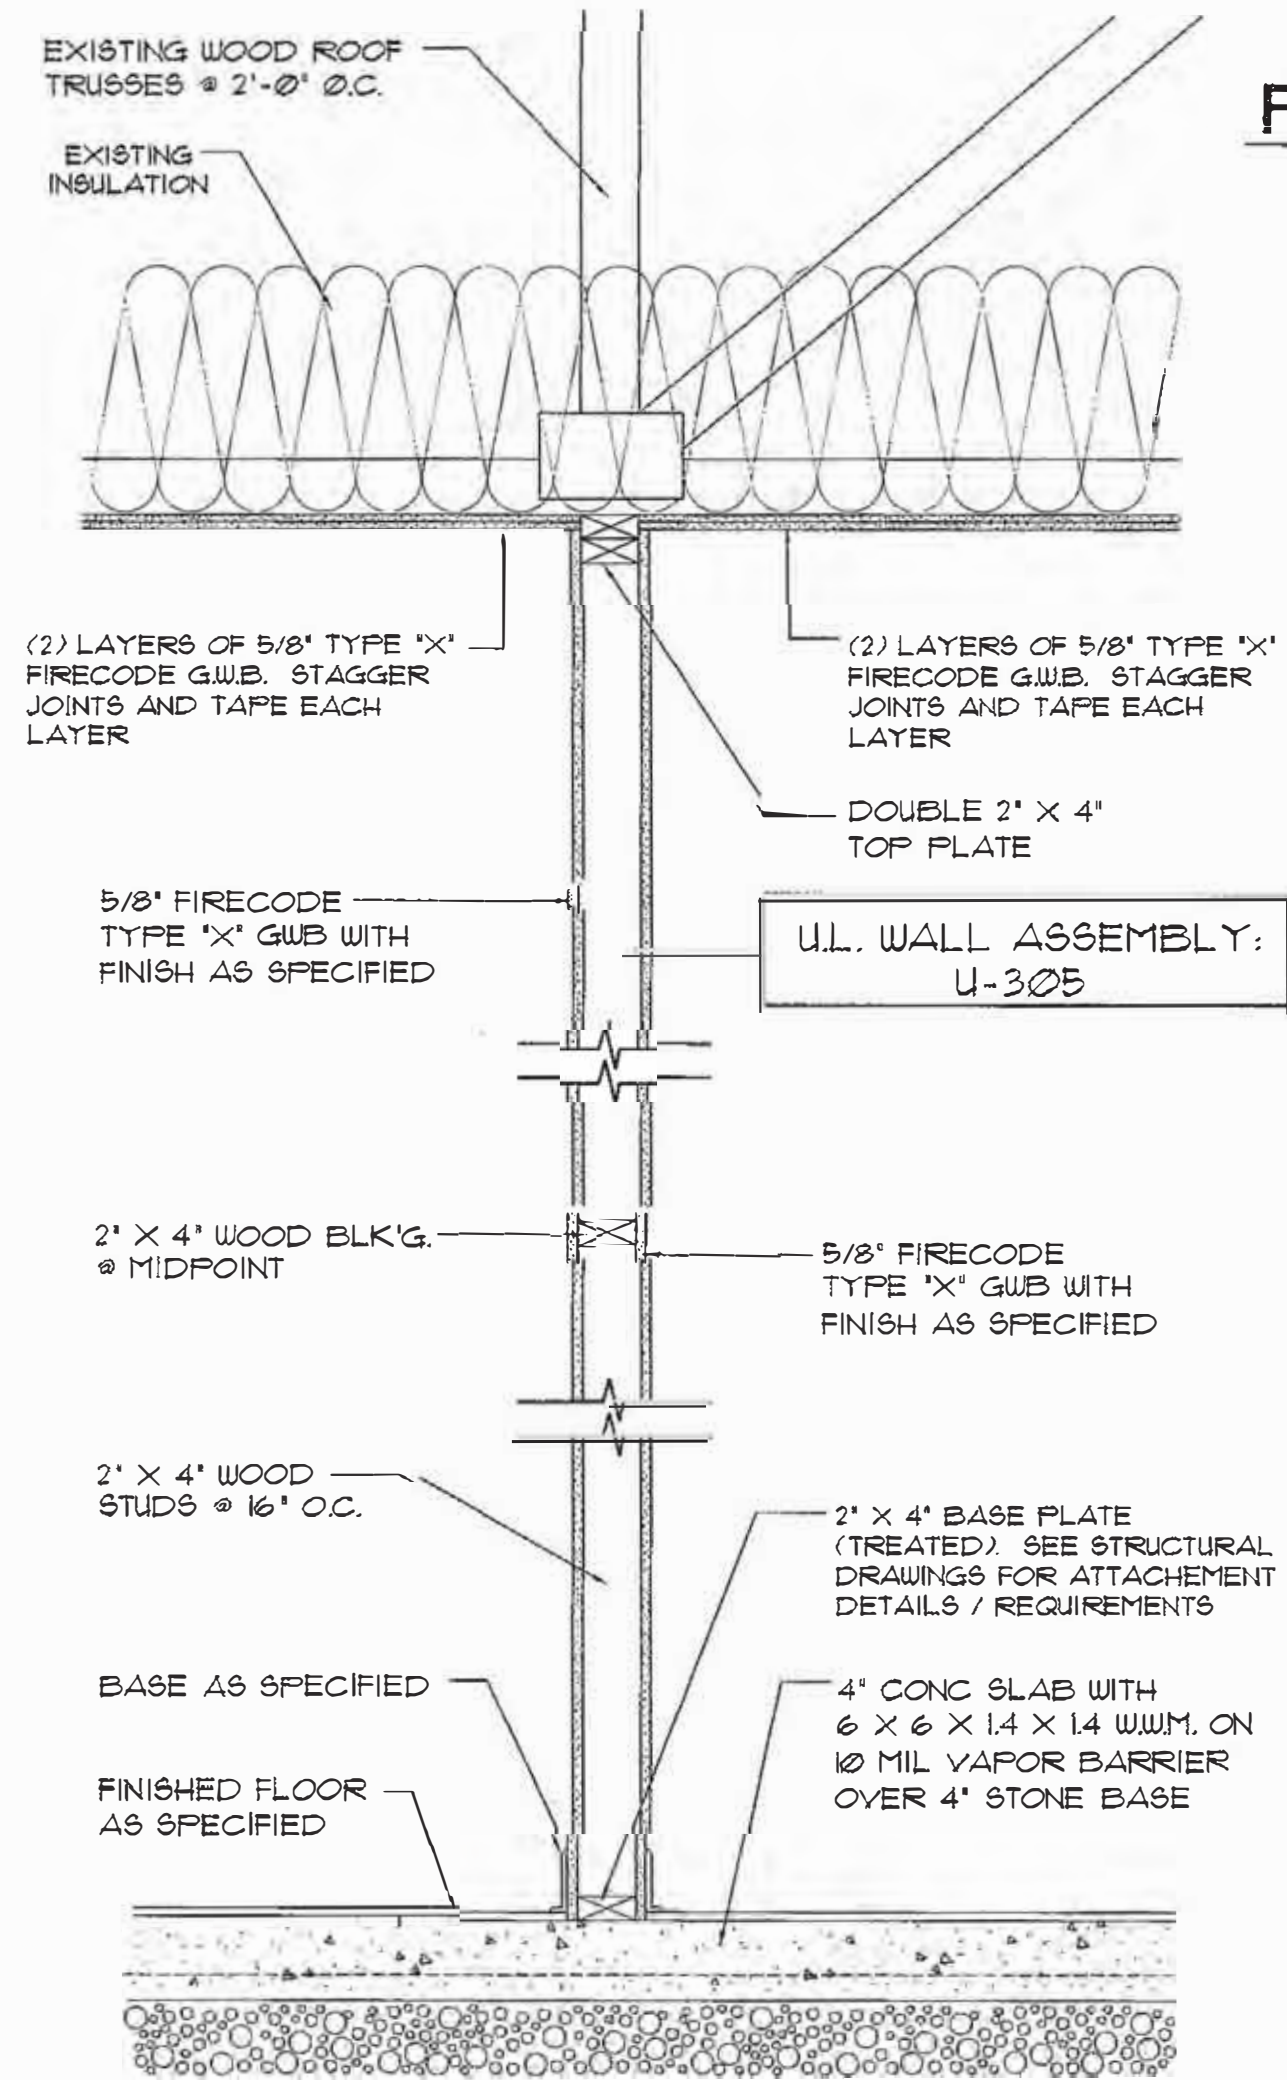 EXISTING WOOD ROOF
TRUSSES @ 2'-0" O.C.
EXISTING
INSULATION
(2) LAYERS OF 5/8" TYPE "X"
FIRECODE G.W.B. STAGGER
JOINTS AND TAPE EACH
LAYER
(2) LAYERS OF 5/8" TYPE "X"
FIRECODE G.W.B. STAGGER
JOINTS AND TAPE EACH
LAYER
DOUBLE 2" X 4"
TOP PLATE
5/8" FIRECODE
TYPE "X" GWB WITH
FINISH AS SPECIFIED
U.L. WALL ASSEMBLY:
U-305
2" X 4" WOOD BLK'G.
@ MIDPOINT
5/8" FIRECODE
TYPE "X" GWB WITH
FINISH AS SPECIFIED
2" X 4" WOOD
STUDS @ 16" O.C.
2" X 4" BASE PLATE
(TREATED). SEE STRUCTURAL
DRAWINGS FOR ATTACHEMENT
DETAILS / REQUIREMENTS
BASE AS SPECIFIED
4" CONC SLAB WITH
6 X 6 X 1.4 X 1.4 W.W.M. ON
10 MIL VAPOR BARRIER
OVER 4" STONE BASE
FINISHED FLOOR
AS SPECIFIED